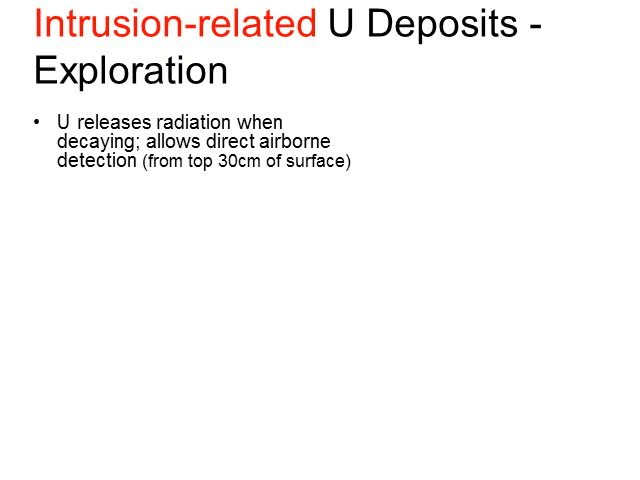 Intrusion-related U Deposits -
Exploration
• U releases radiation when
decaying; allows direct airborne
detection (from top 30cm of surface)